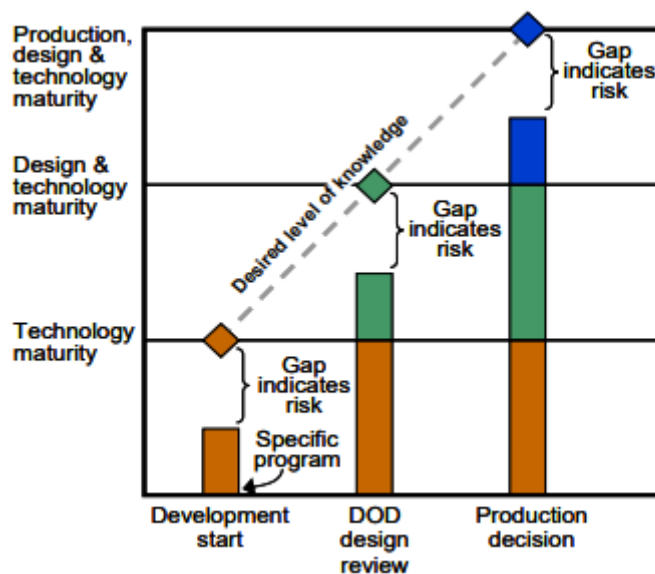 Production,
design &
technology
maturity
Gap
indicates
risk
Design &
technology
maturity
Desired level of knowledge
Gap
indicates
risk
Technology
maturity
Gap
indicates
risk
Specific
program
Development
start
DOD
design
review
Production
decision